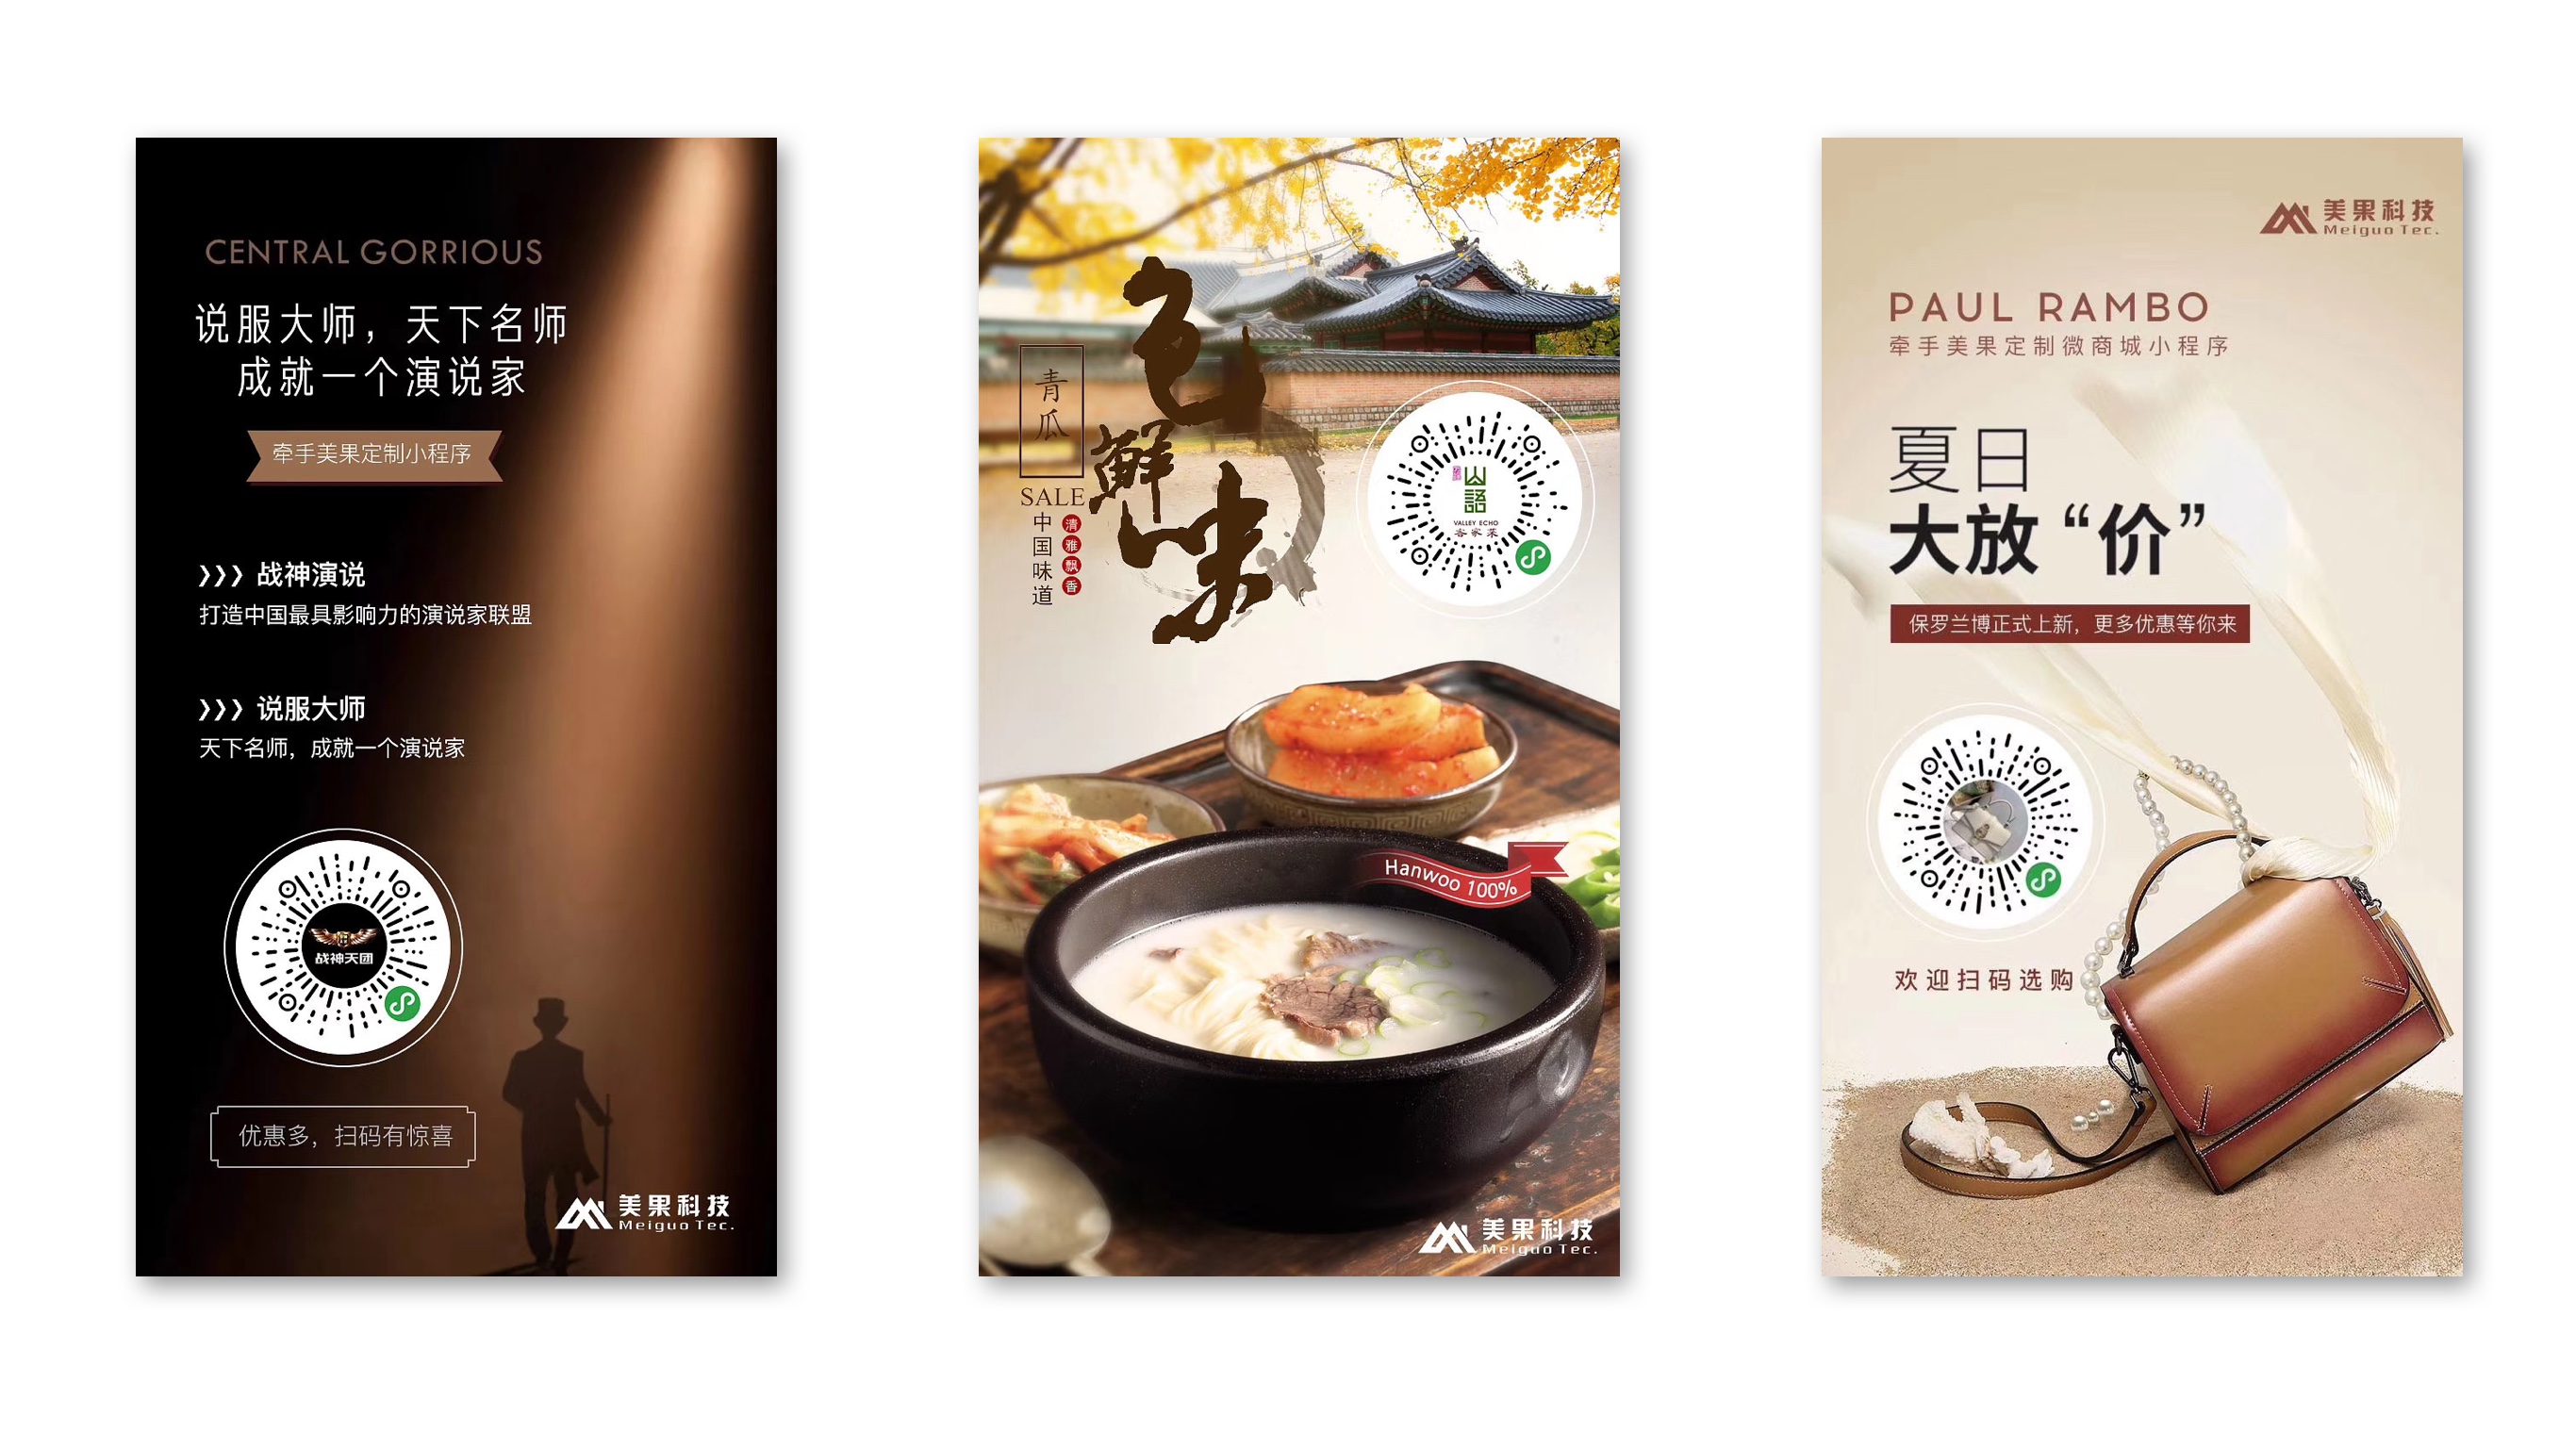 CENTRAL GORRIOUS
说服大师，天下名师
成就一个演说家
牵手美果定制小程序
››› 战神演说
打造中国最具影响力的演说家联盟
››› 说服大师
天下名师，成就一个演说家
战神天团
优惠多，扫码有惊喜
美果科技
Meiguo Tec.
色
鮮
味
青瓜
SALE
中国味道
清雅飘香
山語
VALLEY ECHO
客家菜
Hanwoo 100%
美果科技
Meiguo Tec.
美果科技
Meiguo Tec.
PAUL RAMBO
牵手美果定制微商城小程序
夏日
大放“价”
保罗兰博正式上新，更多优惠等你来
欢迎扫码选购